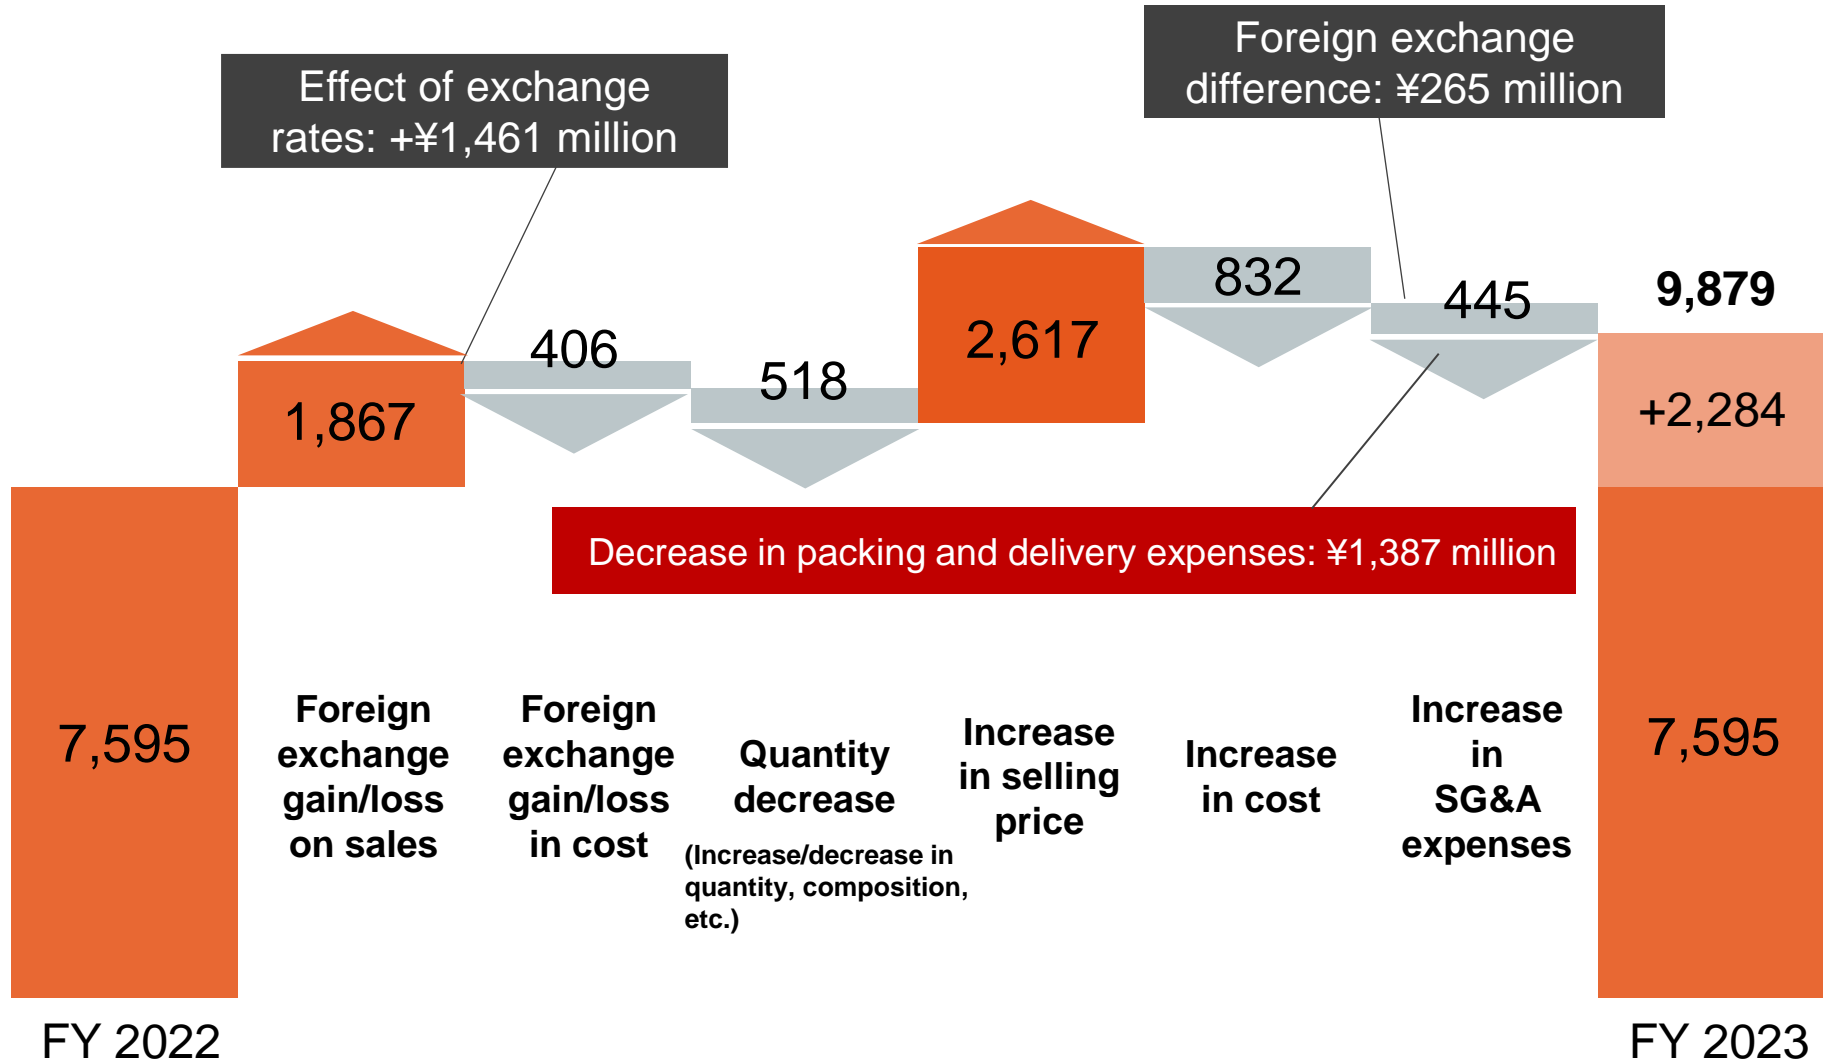 Effect of exchange
rates: +¥1,461 million
Foreign exchange
difference: ¥265 million
1,867
406
518
2,617
832
445
9,879
+2,284
Decrease in packing and delivery expenses: ¥1,387 million
7,595
Foreign
exchange
gain/loss
on sales
Foreign
exchange
gain/loss
in cost
Quantity
decrease
(Increase/decrease in
quantity, composition,
etc.)
Increase
in selling
price
Increase
in cost
Increase
in
SG&A
expenses
7,595
FY 2022
FY 2023